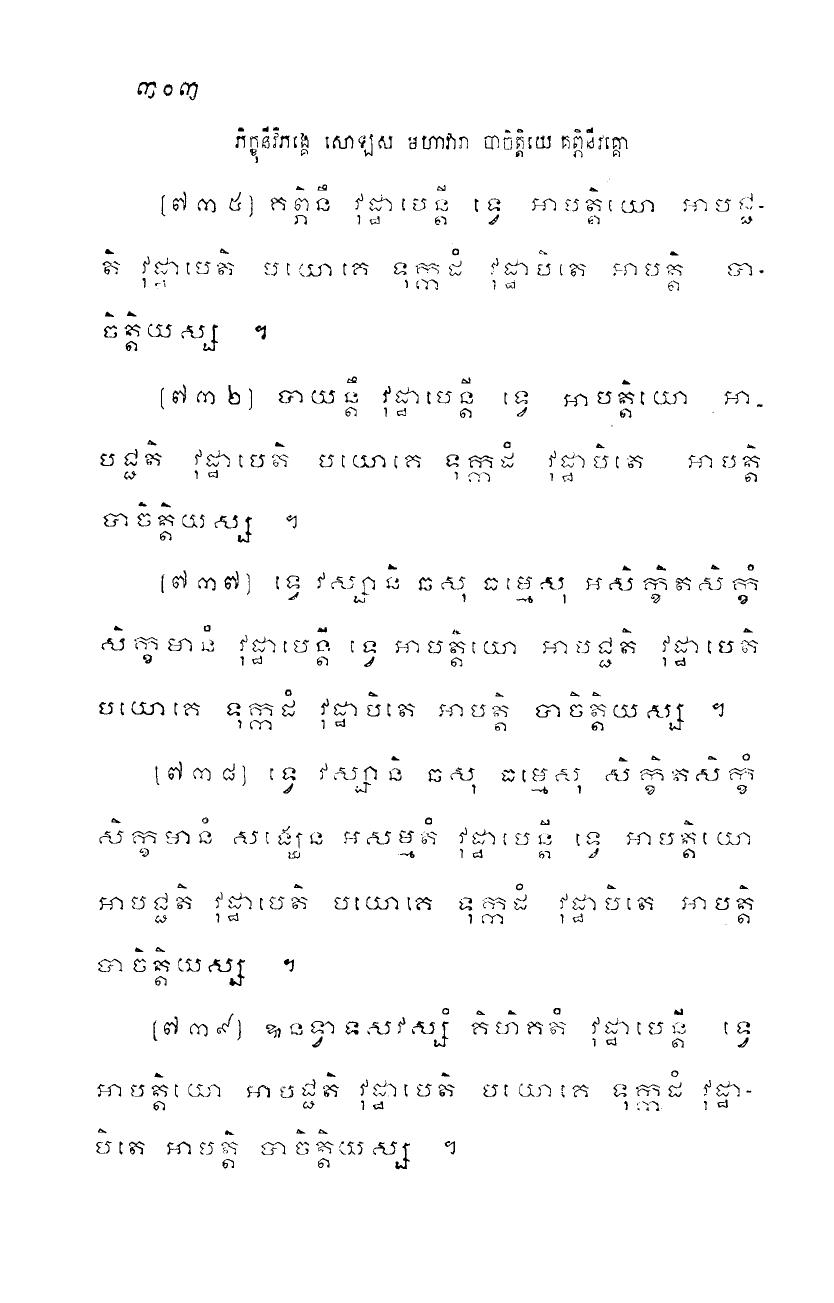 ៣០៣
ភិក្ខុនីវិភង្គេ សោឡស មហាវារា បាចិត្តិយេ គព្ភិនីវគ្គោ
[៧៣៥] គព្ភិនឹ វុដ្ឋាបេន្តី ទ្វេ អាបត្តិយោ អាបជ្ជ-
តិ វុដ្ឋាបេតិ បយោគេ ទុក្កដំ វុដ្ឋាបិតេ អាបត្តិ បា-
ចិត្តិយស្ស ។
[៧៣៦] បាយន្តឹ វុដ្ឋាបេន្តី ទ្វេ អាបត្តិយោ អា-
បជ្ជតិ វុដ្ឋាបេតិ បយោគេ ទុក្កដំ វុដ្ឋាបិតេ អាបត្តិ
បាចិត្តិយស្ស ។
[៧៣៧] ទ្វេ វស្សានិ ឆសុ ធម្មេសុ អសិក្ខិតសិក្ខំ
សិក្ខមានំ វុដ្ឋាបេន្តី ទ្វេ អាបត្តិយោ អាបជ្ជតិ វុដ្ឋាបេតិ
បយោគេ ទុក្កដំ វុដ្ឋាបិតេ អាបត្តិ បាចិត្តិយស្ស ។
[៧៣៨] ទ្វេ វស្សានិ ឆសុ ធម្មេសុ សិក្ខិតសិក្ខំ
សិក្ខមានំ សង្ឃេន អសម្មតំ វុដ្ឋាបេន្តី ទ្វេ អាបត្តិយោ
អាបជ្ជតិ វុដ្ឋាបេតិ បយោគេ ទុក្កដំ វុដ្ឋាបិតេ អាបត្តិ
បាចិត្តិយស្ស ។
[៧៣៩] ឩនទ្វាទសវស្សំ គិហិគតំ វុដ្ឋាបេន្តី ទ្វេ
អាបត្តិយោ អាបជ្ជតិ វុដ្ឋាបេតិ បយោគេ ទុក្កដំ វុដ្ឋា-
បិតេ អាបត្តិ បាចិត្តិយស្ស ។